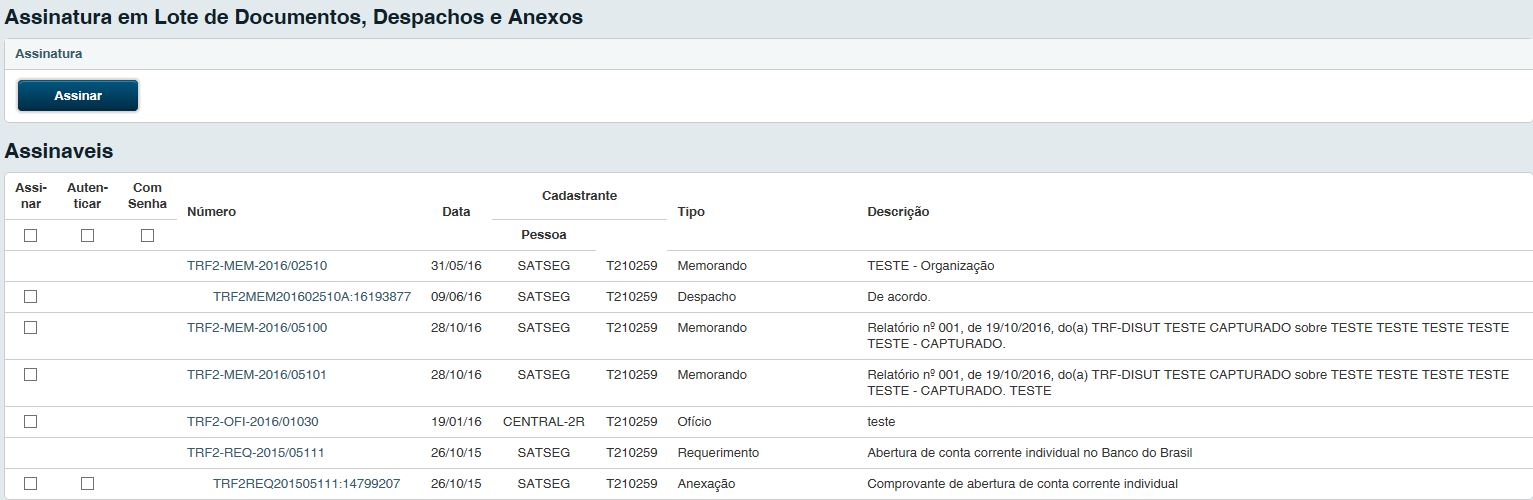 Assinatura em Lote de Documentos, Despachos e Anexos
Assinatura
Assinar
Assinaveis
Assi-
nar
Auten-
ticar
Com
Senha
Número
Data
Cadastrante
Pessoa
Tipo
Descrição
TRF2-MEM-2016/02510 31/05/16 SATSEG T210259 Memorando TESTE - Organização
TRF2MEM201602510A:16193877 09/06/16 SATSEG T210259 Despacho De acordo.
TRF2-MEM-2016/05100 28/10/16 SATSEG T210259 Memorando Relatório nº 001, de 19/10/2016, do(a) TRF-DISUT TESTE CAPTURADO sobre TESTE TESTE TESTE TESTE
TESTE - CAPTURADO.
TRF2-MEM-2016/05101 28/10/16 SATSEG T210259 Memorando Relatório nº 001, de 19/10/2016, do(a) TRF-DISUT TESTE CAPTURADO sobre TESTE TESTE TESTE TESTE
TESTE - CAPTURADO. TESTE
TRF2-OFI-2016/01030 19/01/16 CENTRAL-2R T210259 Ofício teste
TRF2-REQ-2015/05111 26/10/15 SATSEG T210259 Requerimento Abertura de conta corrente individual no Banco do Brasil
TRF2REQ201505111:14799207 26/10/15 SATSEG T210259 Anexação Comprovante de abertura de conta corrente individual